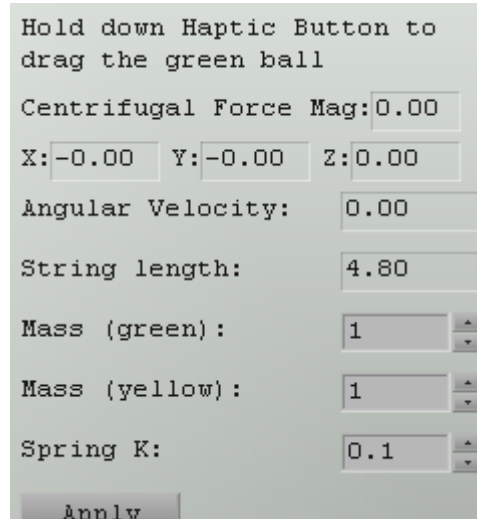 Hold down Haptic Button to
drag the green ball
Centrifugal Force Mag: 0.00
X: -0.00 Y: -0.00 Z: 0.00
Angular Velocity: 0.00
String length: 4.80
Mass (green): 1
Mass (yellow): 1
Spring K: 0.1
Apply